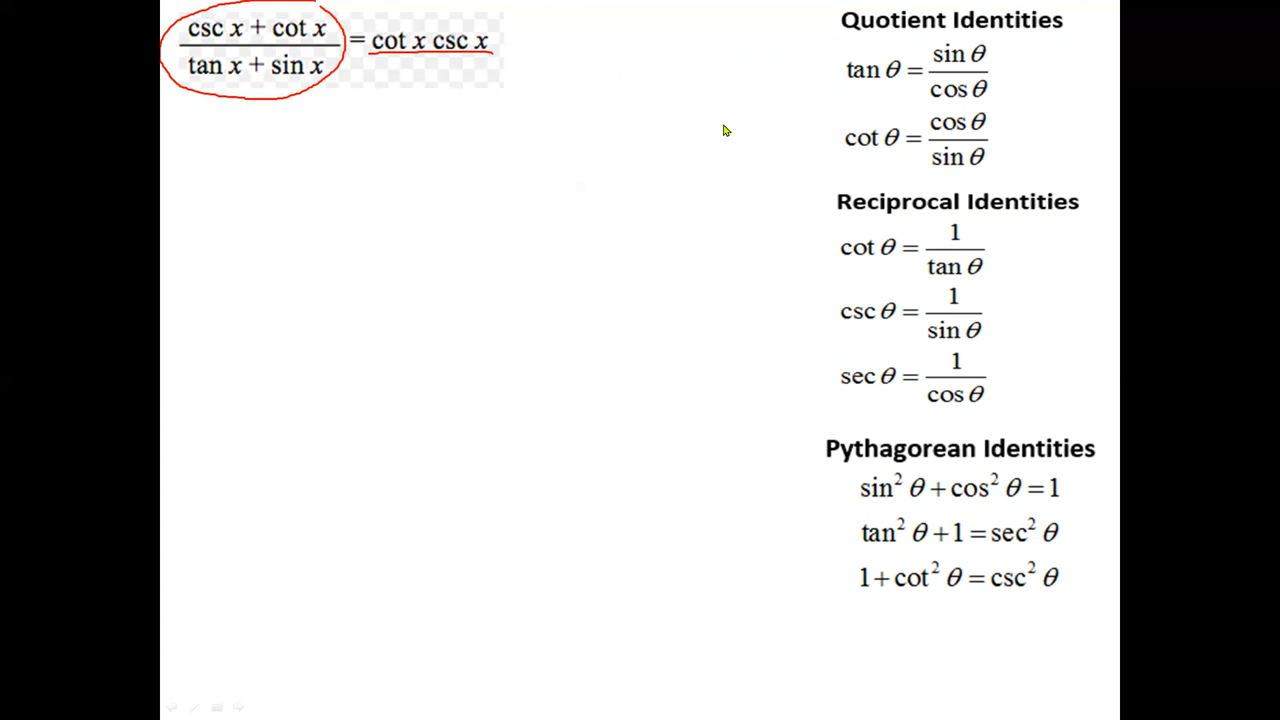 csc x + cot x
tan x + sin x
= cot x csc x
Quotient Identities
tan θ = sin θ / cos θ
cot θ = cos θ / sin θ
Reciprocal Identities
cot θ = 1 / tan θ
csc θ = 1 / sin θ
sec θ = 1 / cos θ
Pythagorean Identities
sin² θ + cos² θ = 1
tan² θ + 1 = sec² θ
1 + cot² θ = csc² θ